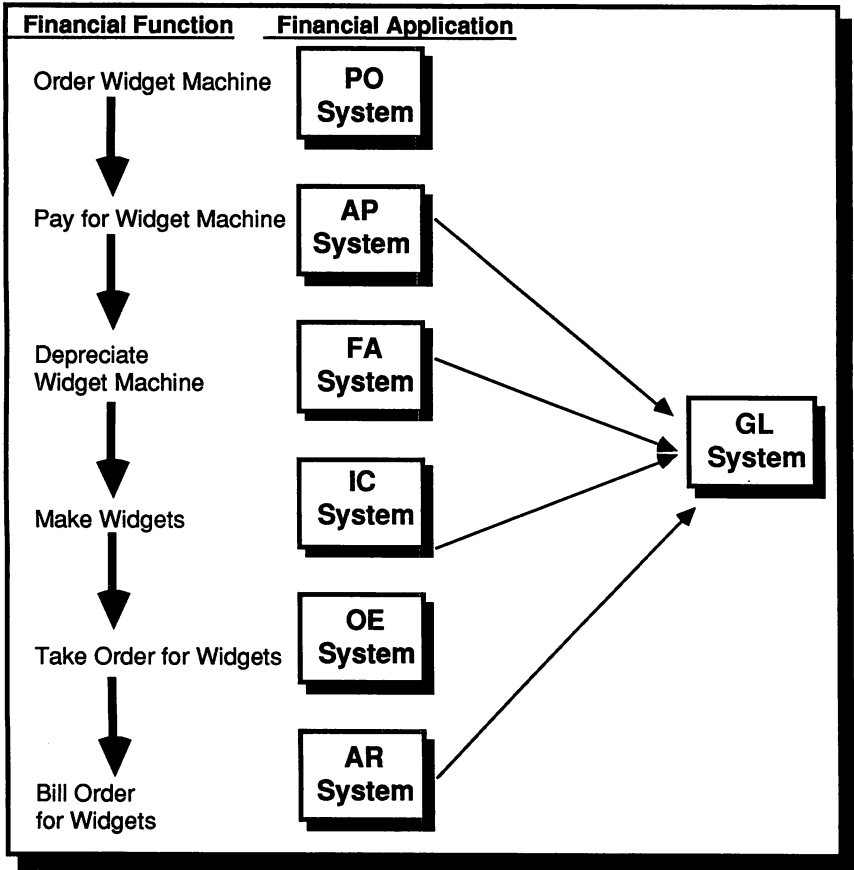 Financial Function
Financial Application
Order Widget Machine
PO
System
Pay for Widget Machine
AP
System
Depreciate
Widget Machine
FA
System
GL
System
Make Widgets
IC
System
Take Order for Widgets
OE
System
Bill Order
for Widgets
AR
System